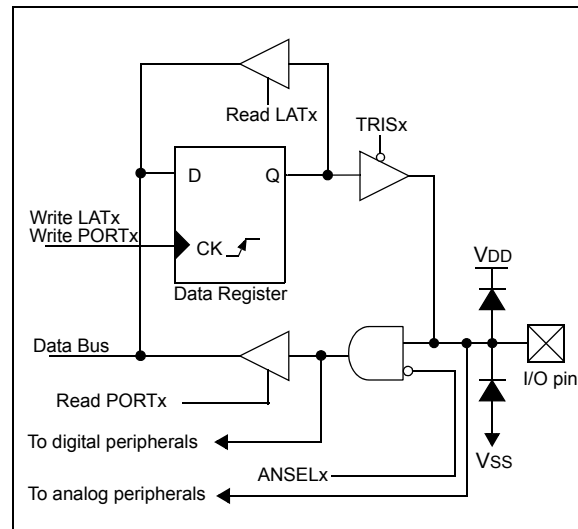 Read LATx
TRISx
D
Q
Write LATx
Write PORTx
CK
Data Register
VDD
Data Bus
I/O pin
Read PORTx
To digital peripherals
VSS
ANSELx
To analog peripherals